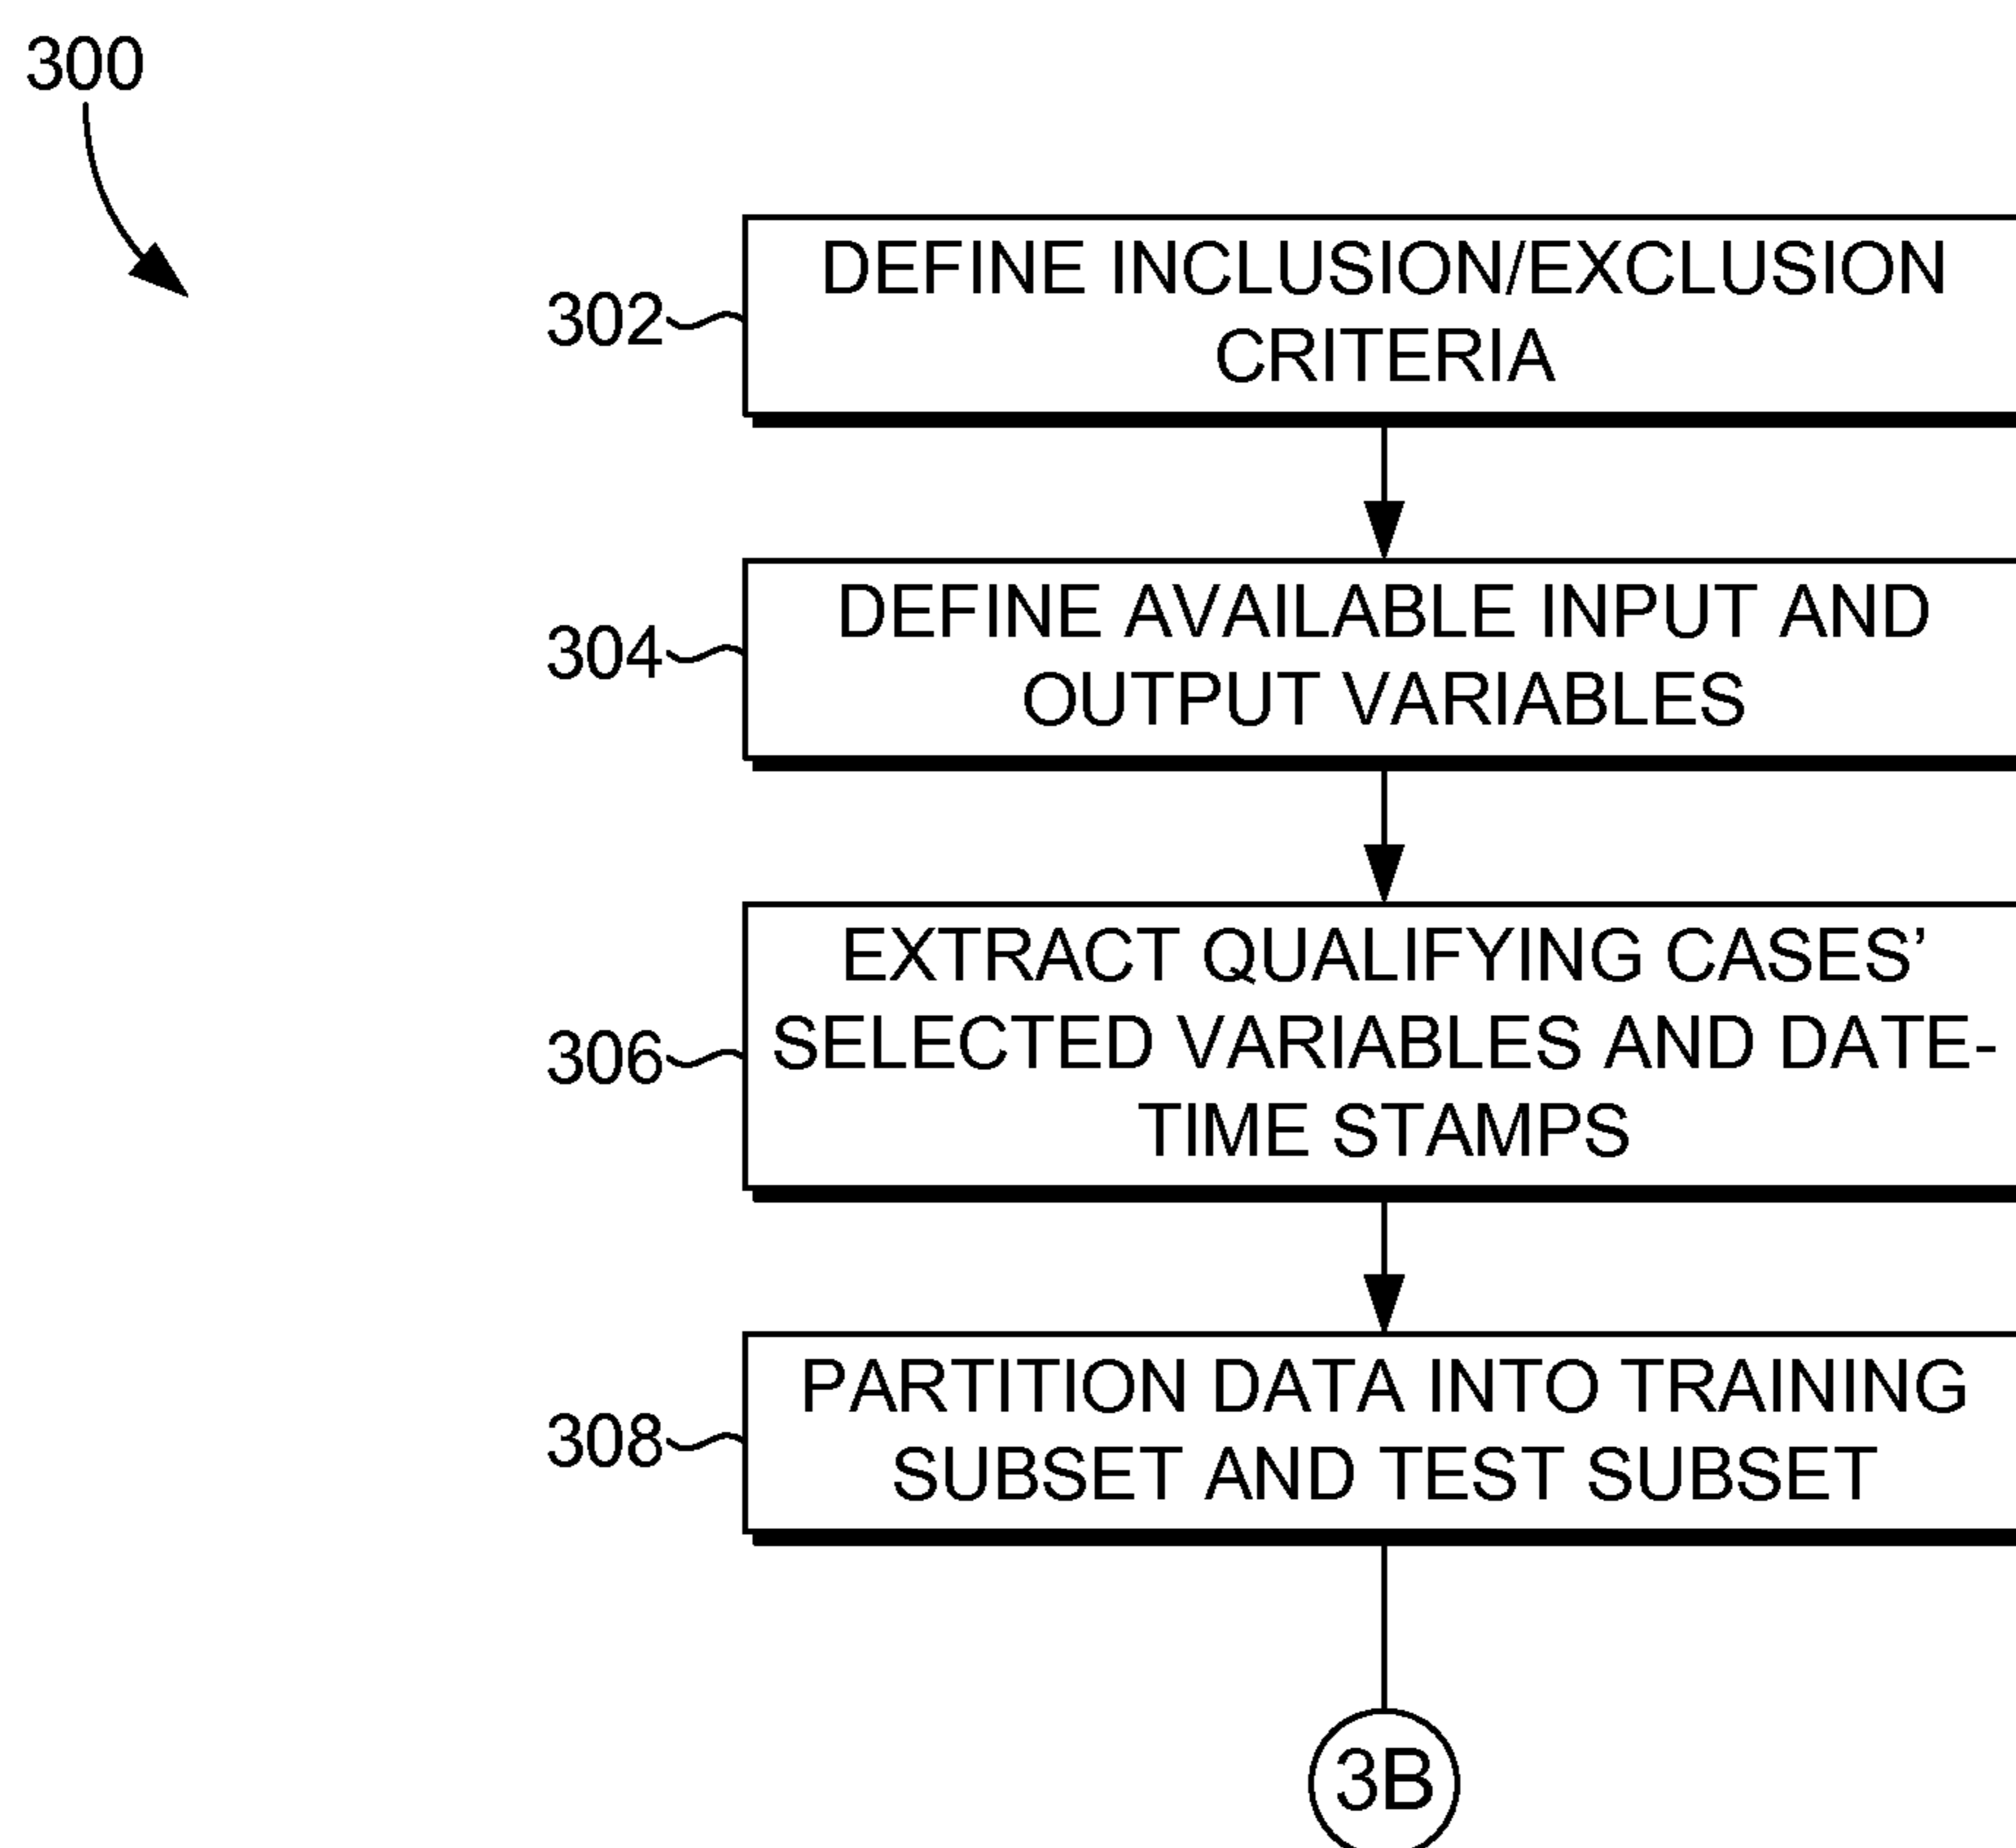 300
302
DEFINE INCLUSION/EXCLUSION
CRITERIA
304
DEFINE AVAILABLE INPUT AND
OUTPUT VARIABLES
306
EXTRACT QUALIFYING CASES’
SELECTED VARIABLES AND DATE-
TIME STAMPS
308
PARTITION DATA INTO TRAINING
SUBSET AND TEST SUBSET
3B